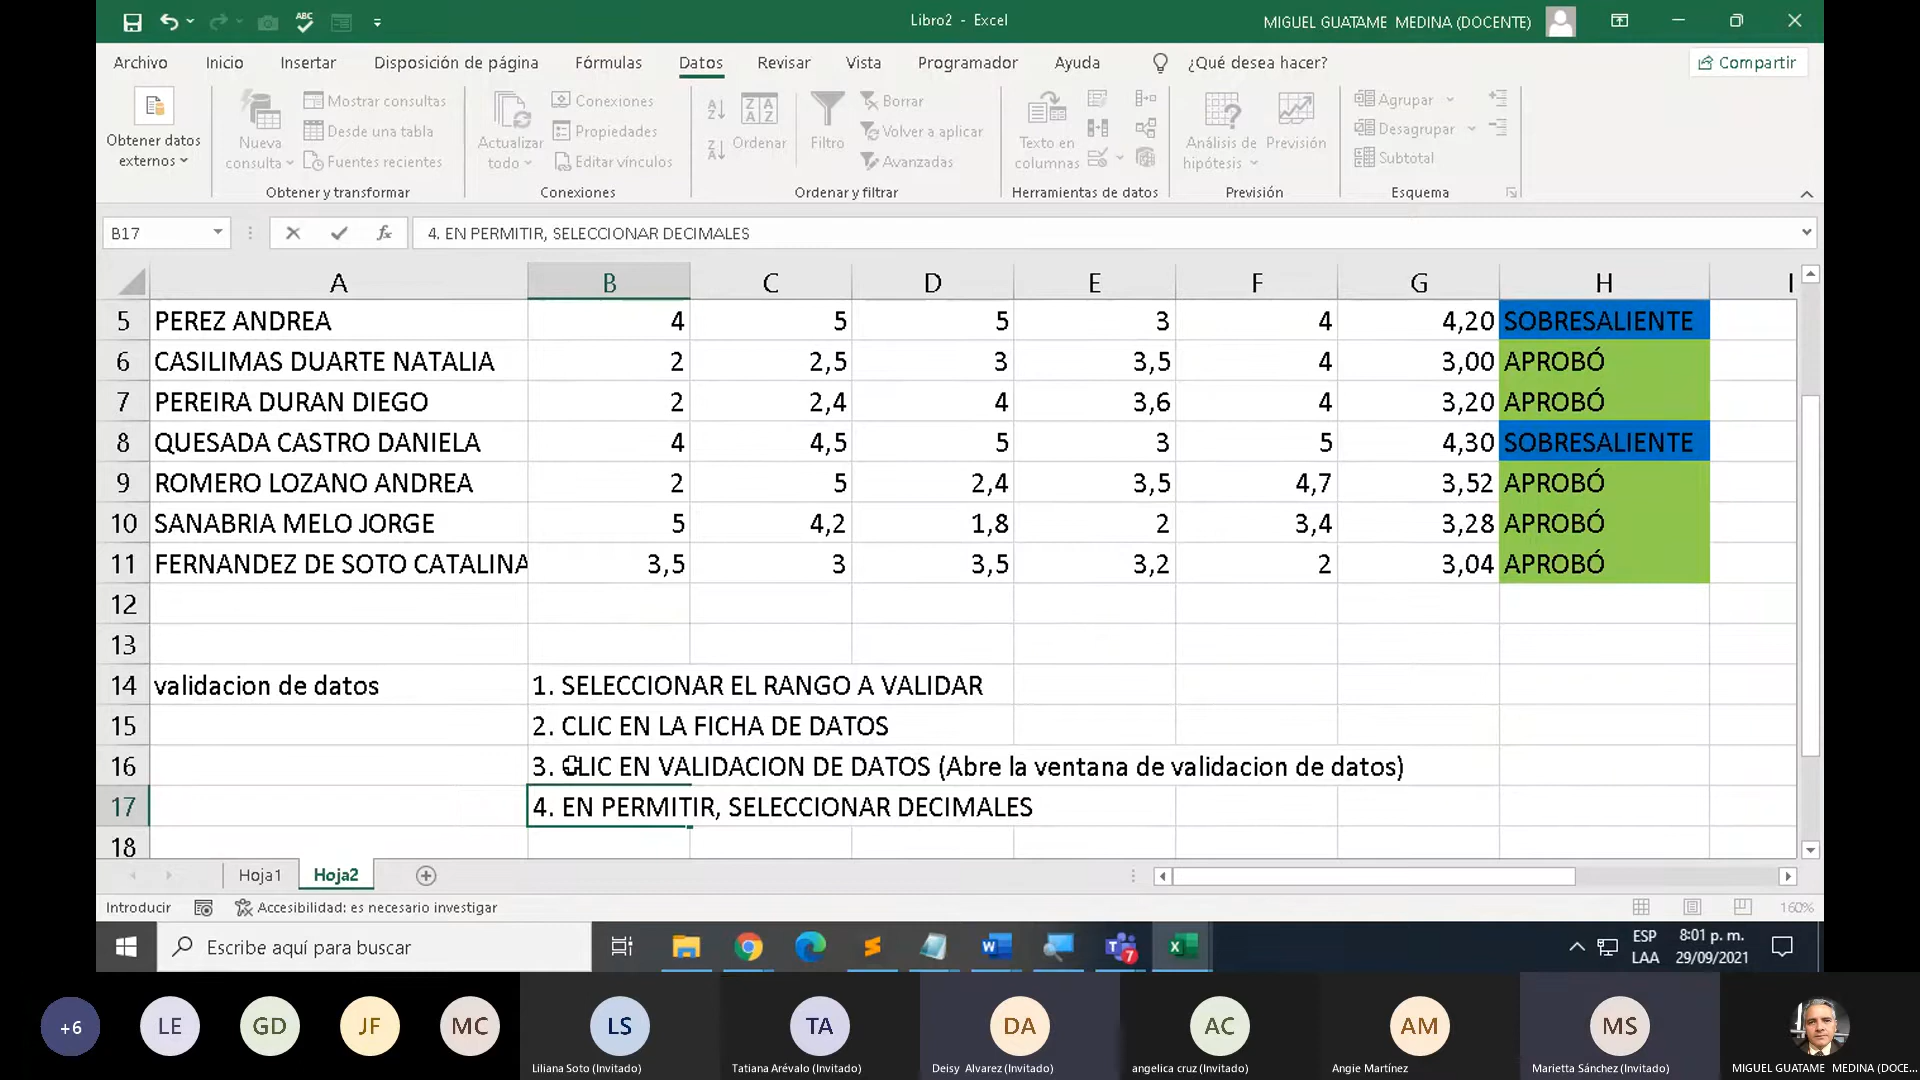 Libro2 - Excel
MIGUEL GUATAME MEDINA (DOCENTE)
Archivo Inicio Insertar Disposición de página Fórmulas Datos Revisar Vista Programador Ayuda ¿Qué desea hacer? Compartir
Obtener datos externos
Nueva consulta
Mostrar consultas
Desde una tabla
Fuentes recientes
Obtener y transformar
Actualizar todo
Conexiones
Propiedades
Editar vínculos
Conexiones
Ordenar
Filtro
Borrar
Volver a aplicar
Avanzadas
Ordenar y filtrar
Texto en columnas
Herramientas de datos
Análisis de hipótesis
Previsión
Previsión
Agrupar
Desagrupar
Subtotal
Esquema
B17 fx 4. EN PERMITIR, SELECCIONAR DECIMALES
A B C D E F G H I
5 PEREZ ANDREA 4 5 5 3 4 4,20 SOBRESALIENTE
6 CASILIMAS DUARTE NATALIA 2 2,5 3 3,5 4 3,00 APROBÓ
7 PEREIRA DURAN DIEGO 2 2,4 4 3,6 4 3,20 APROBÓ
8 QUESADA CASTRO DANIELA 4 4,5 5 3 5 4,30 SOBRESALIENTE
9 ROMERO LOZANO ANDREA 2 5 2,4 3,5 4,7 3,52 APROBÓ
10 SANABRIA MELO JORGE 5 4,2 1,8 2 3,4 3,28 APROBÓ
11 FERNANDEZ DE SOTO CATALINA 3,5 3 3,5 3,2 2 3,04 APROBÓ
12
13
14 validacion de datos 1. SELECCIONAR EL RANGO A VALIDAR
15 2. CLIC EN LA FICHA DE DATOS
16 3. CLIC EN VALIDACION DE DATOS (Abre la ventana de validacion de datos)
17 4. EN PERMITIR, SELECCIONAR DECIMALES
18
Hoja1 Hoja2
Introducir Accesibilidad: es necesario investigar 160%
Escribe aquí para buscar
7
ESP
LAA
8:01 p. m.
29/09/2021
+6 LE GD JF MC LS TA DA AC AM MS
Liliana Soto (Invitado) Tatiana Arévalo (Invitado) Deisy Alvarez (Invitado) angelica cruz (Invitado) Angie Martínez Marietta Sánchez (Invitado) MIGUEL GUATAME MEDINA (DOCE...